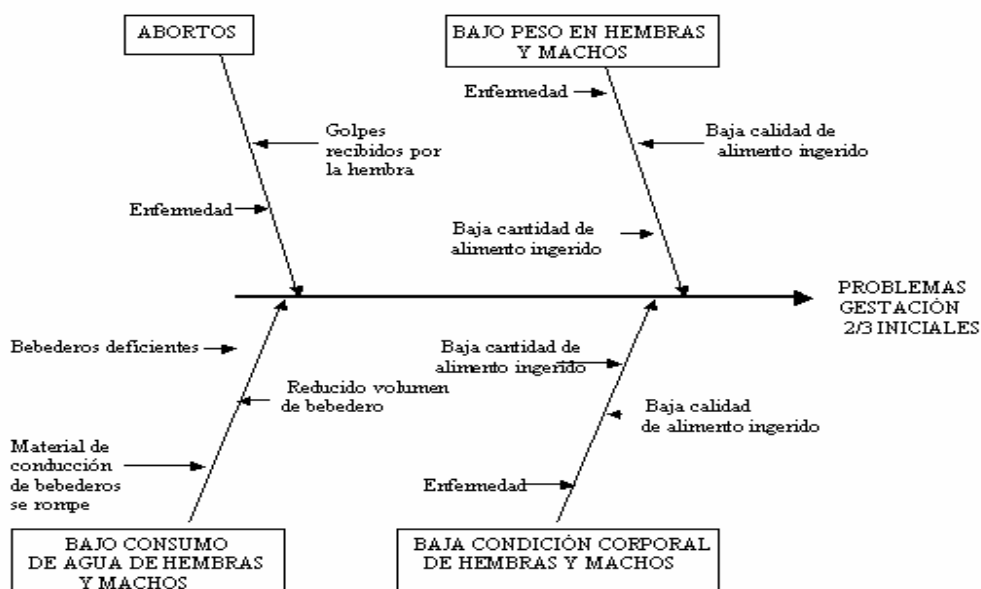 ABORTOS
BAJO PESO EN HEMBRAS
Y MACHOS
Enfermedad
Golpes
recibidos por
la hembra
Baja calidad de
alimento ingerido
Enfermedad
Baja cantidad de
alimento ingerido
PROBLEMAS
GESTACIÓN
2/3 INICIALES
Bebederos deficientes
Baja cantidad de
alimento ingerido
Reducido volumen
de bebedero
Baja calidad
de alimento ingerido
Material de
conducción
de bebederos
se rompe
Enfermedad
BAJO CONSUMO
DE AGUA DE HEMBRAS
Y MACHOS
BAJA CONDICIÓN CORPORAL
DE HEMBRAS Y MACHOS